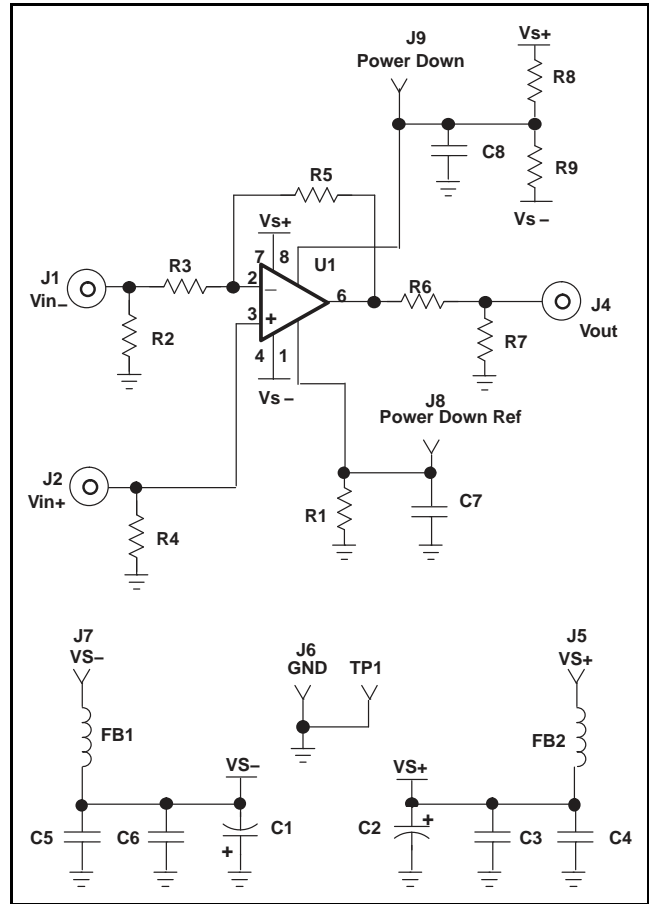 J9
Power Down
Vs+
R8
C8
R9
Vs–
R5
Vs+
7 8
U1
J1
Vin–
R3
2
–
6
R6
J4
Vout
R2
3
+
R7
4 1
Vs–
J8
Power Down Ref
J2
Vin+
R4
R1
C7
J7
VS–
J6
GND
TP1
J5
VS+
FB1
FB2
VS–
VS+
C5
C6
C1
+
C2
+
C3
C4